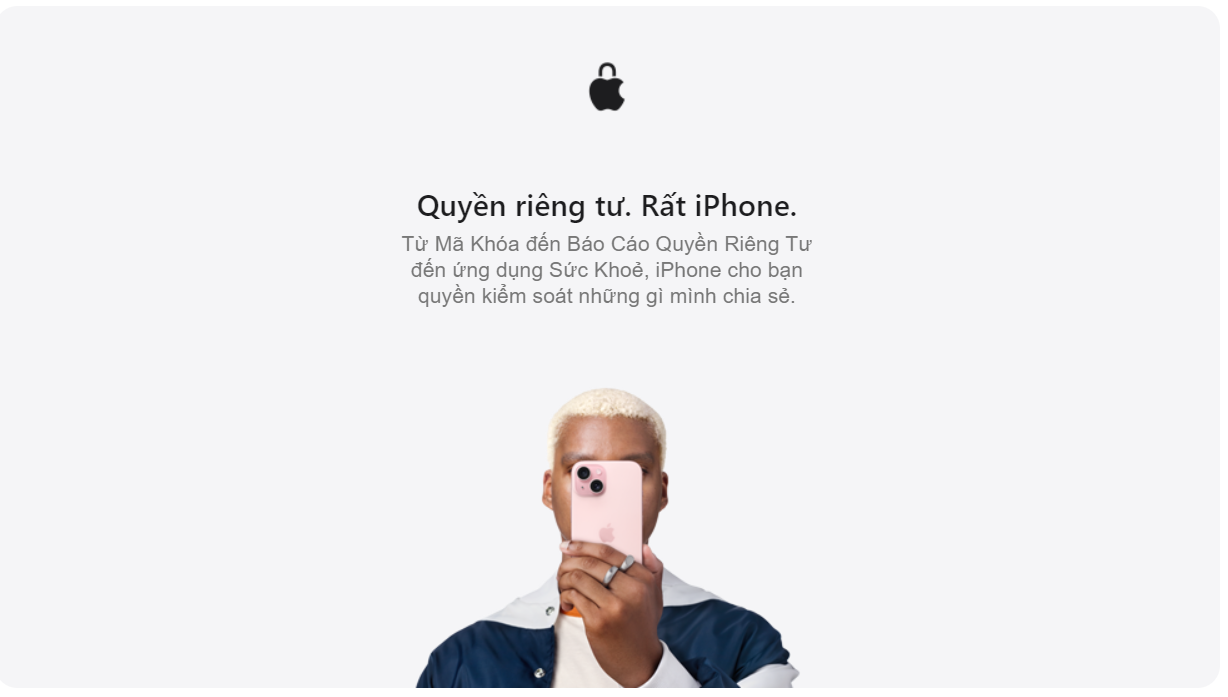 Quyền riêng tư. Rất iPhone.
Từ Mã Khóa đến Báo Cáo Quyền Riêng Tư
đến ứng dụng Sức Khoẻ, iPhone cho bạn
quyền kiểm soát những gì mình chia sẻ.